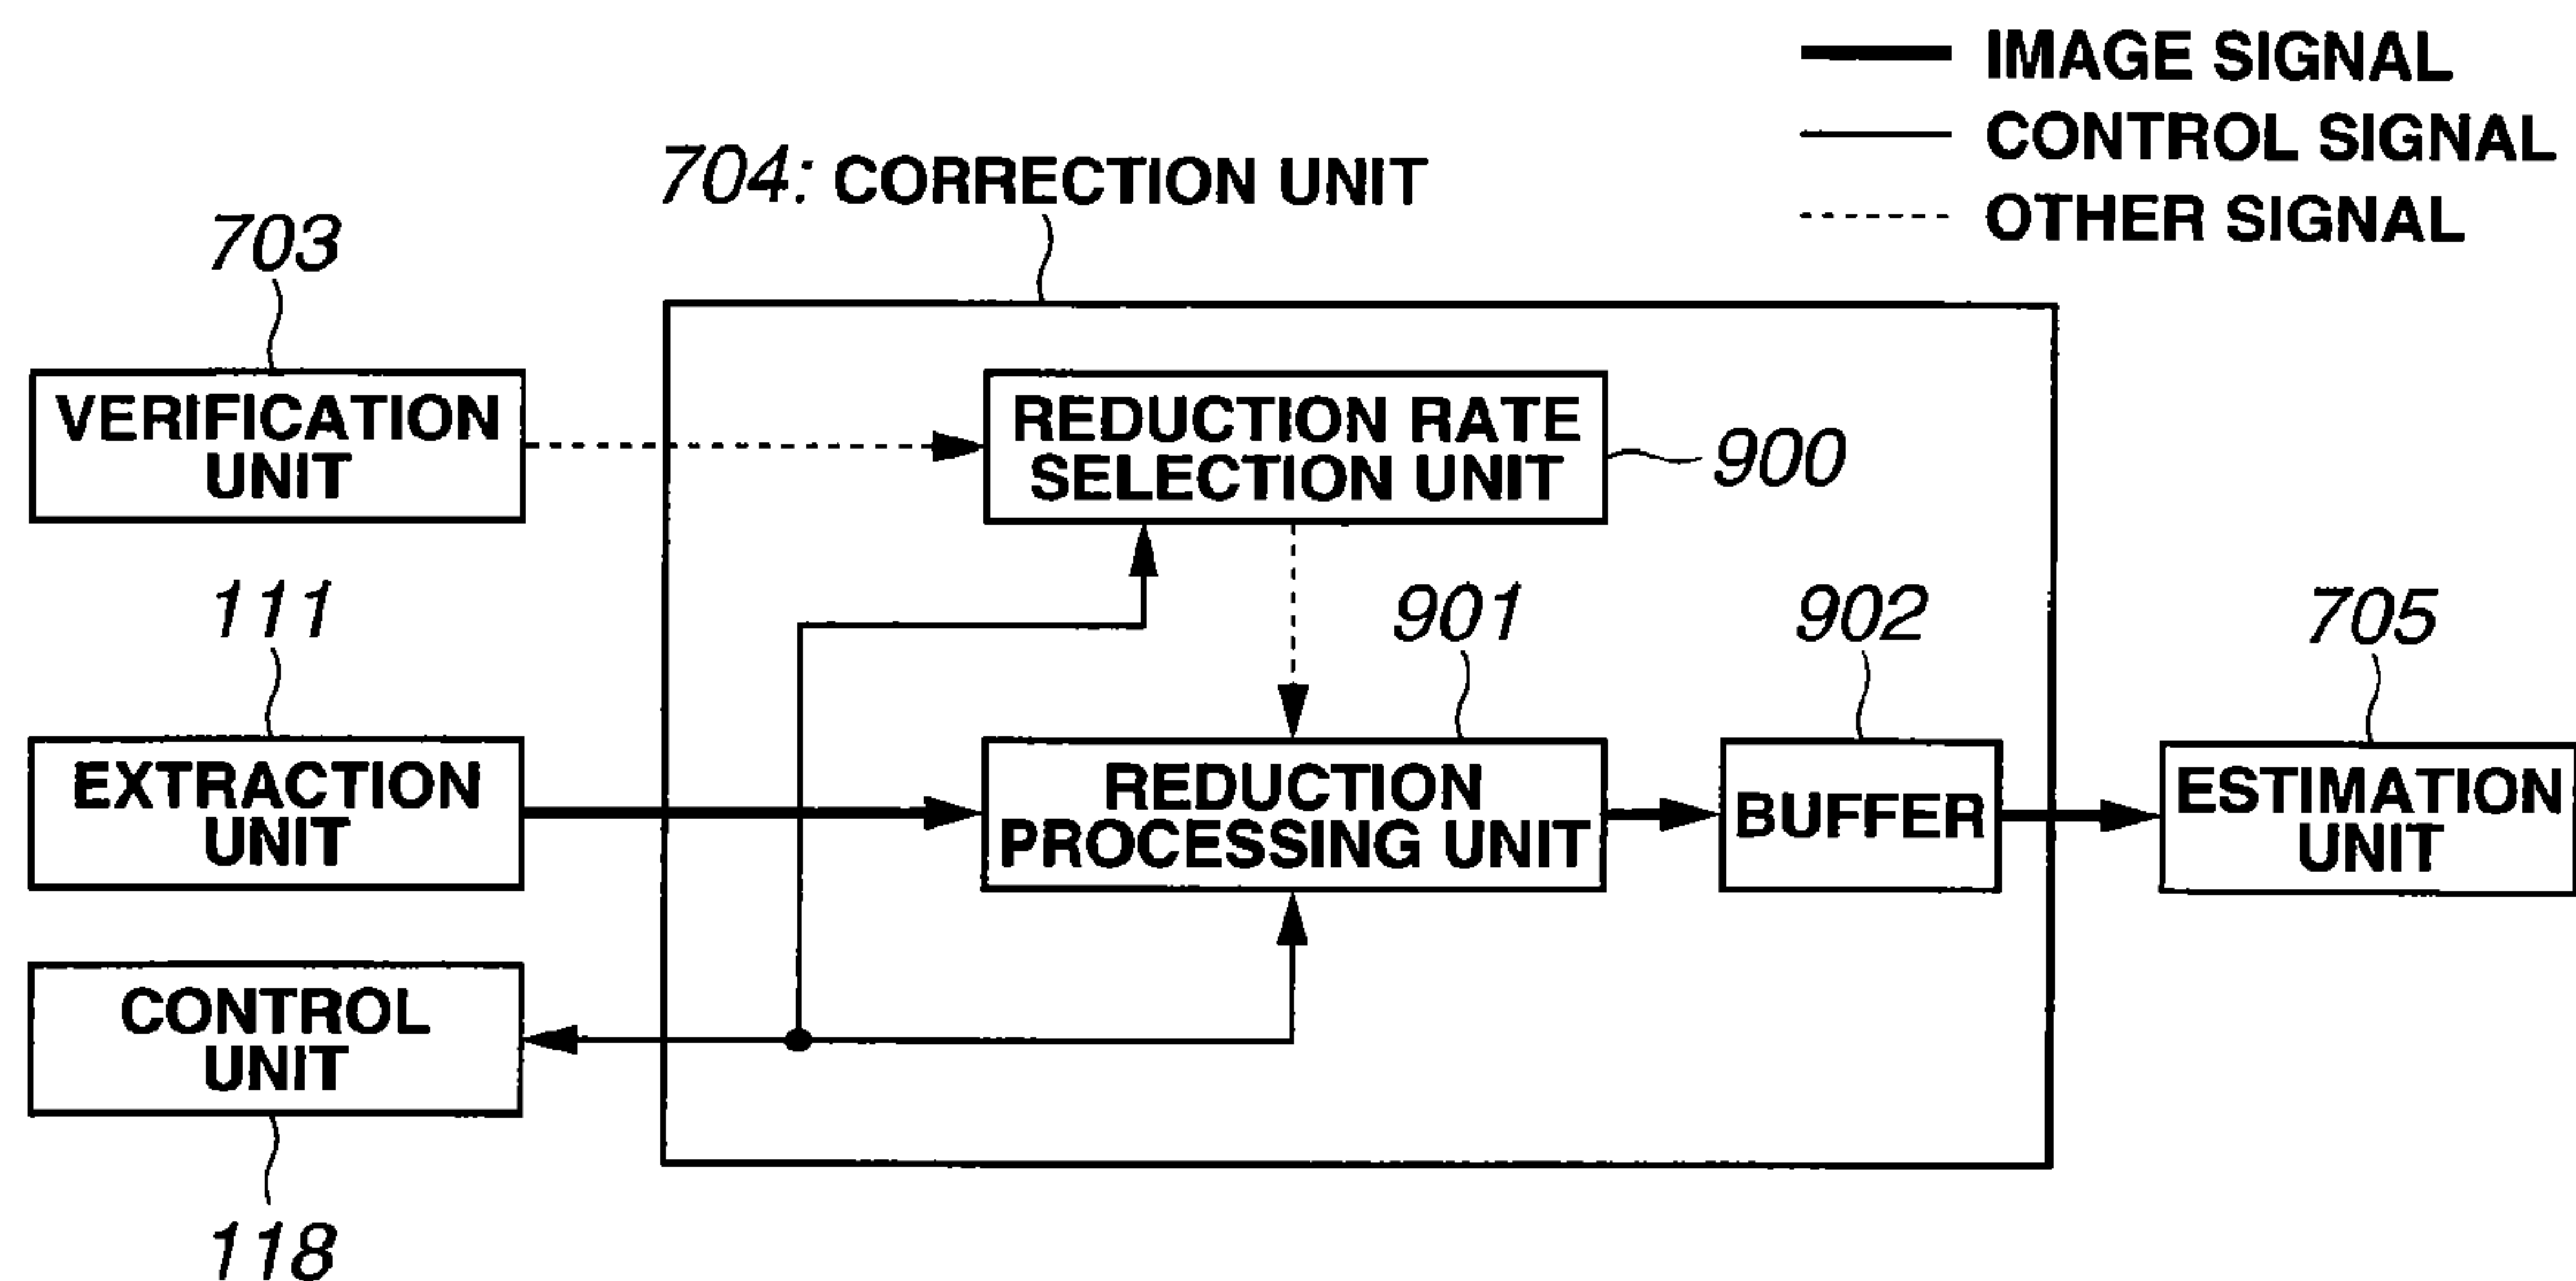 IMAGE SIGNAL
CONTROL SIGNAL
OTHER SIGNAL
704: CORRECTION UNIT
703
VERIFICATION
UNIT
REDUCTION RATE
SELECTION UNIT
900
111
901
902
705
EXTRACTION
UNIT
REDUCTION
PROCESSING UNIT
BUFFER
ESTIMATION
UNIT
CONTROL
UNIT
118